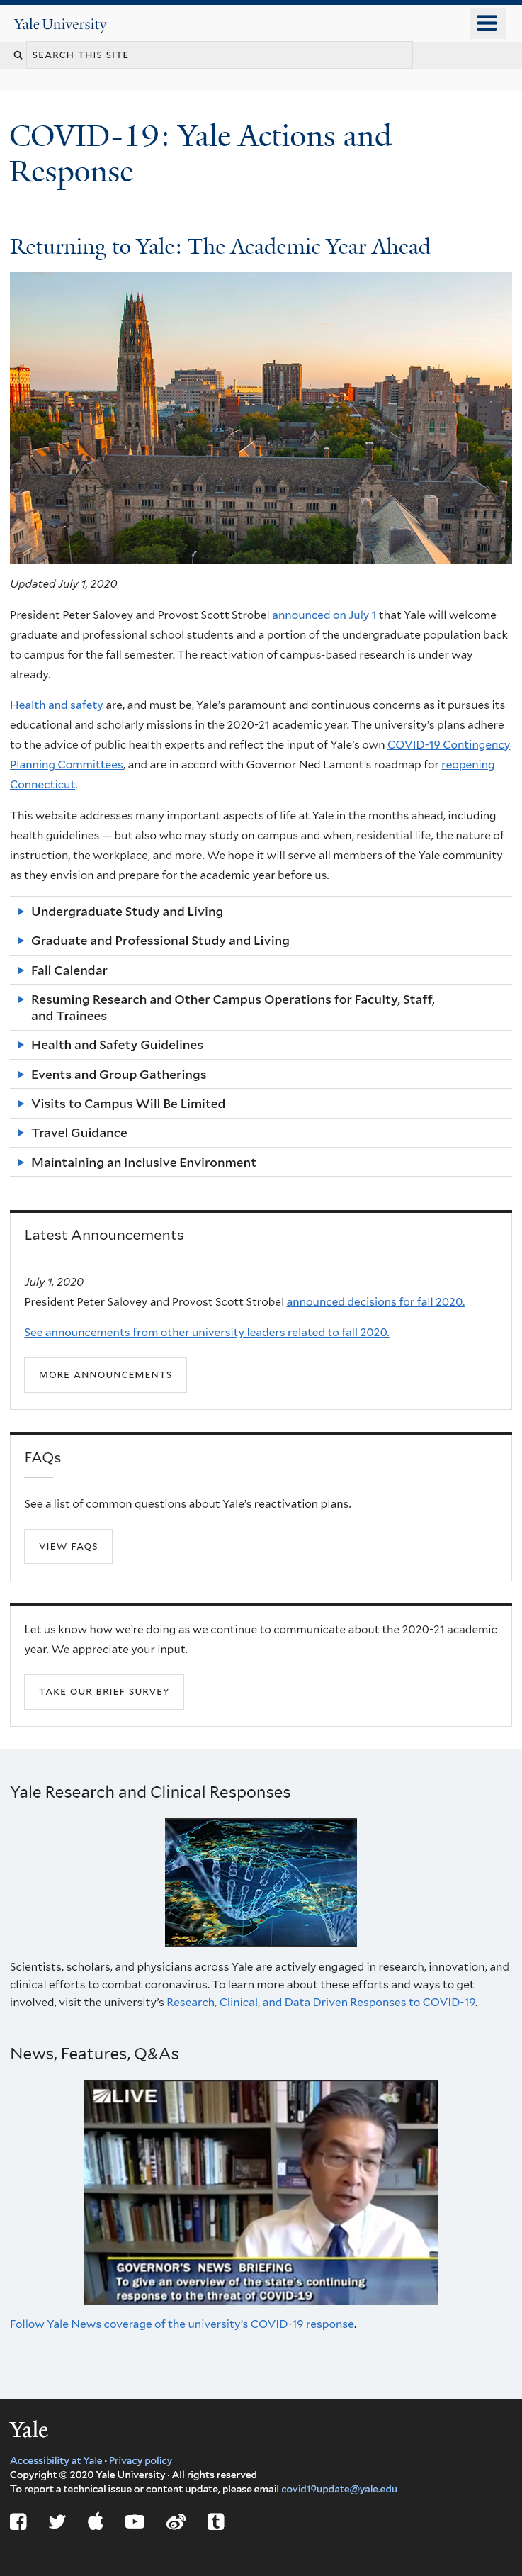 Yale University
SEARCH THIS SITE
COVID-19: Yale Actions and
Response
Returning to Yale: The Academic Year Ahead
Updated July 1, 2020
President Peter Salovey and Provost Scott Strobel announced on July 1 that Yale will welcome
graduate and professional school students and a portion of the undergraduate population back
to campus for the fall semester. The reactivation of campus-based research is under way
already.
Health and safety are, and must be, Yale's paramount and continuous concerns as it pursues its
educational and scholarly missions in the 2020-21 academic year. The university's plans adhere
to the advice of public health experts and reflect the input of Yale's own COVID-19 Contingency
Planning Committees, and are in accord with Governor Ned Lamont's roadmap for reopening
Connecticut.
This website addresses many important aspects of life at Yale in the months ahead, including
health guidelines — but also who may study on campus and when, residential life, the nature of
instruction, the workplace, and more. We hope it will serve all members of the Yale community
as they envision and prepare for the academic year before us.
Undergraduate Study and Living
Graduate and Professional Study and Living
Fall Calendar
Resuming Research and Other Campus Operations for Faculty, Staff,
and Trainees
Health and Safety Guidelines
Events and Group Gatherings
Visits to Campus Will Be Limited
Travel Guidance
Maintaining an Inclusive Environment
Latest Announcements
July 1, 2020
President Peter Salovey and Provost Scott Strobel announced decisions for fall 2020.
See announcements from other university leaders related to fall 2020.
MORE ANNOUNCEMENTS
FAQs
See a list of common questions about Yale's reactivation plans.
VIEW FAQS
Let us know how we're doing as we continue to communicate about the 2020-21 academic
year. We appreciate your input.
TAKE OUR BRIEF SURVEY
Yale Research and Clinical Responses
Scientists, scholars, and physicians across Yale are actively engaged in research, innovation, and
clinical efforts to combat coronavirus. To learn more about these efforts and ways to get
involved, visit the university's Research, Clinical, and Data Driven Responses to COVID-19.
News, Features, Q&As
LIVE
GOVERNOR'S NEWS BRIEFING
To give an overview of the state's continuing
response to the threat of COVID-19
Follow Yale News coverage of the university's COVID-19 response.
Yale
Accessibility at Yale · Privacy policy
Copyright © 2020 Yale University · All rights reserved
To report a technical issue or content update, please email covid19update@yale.edu